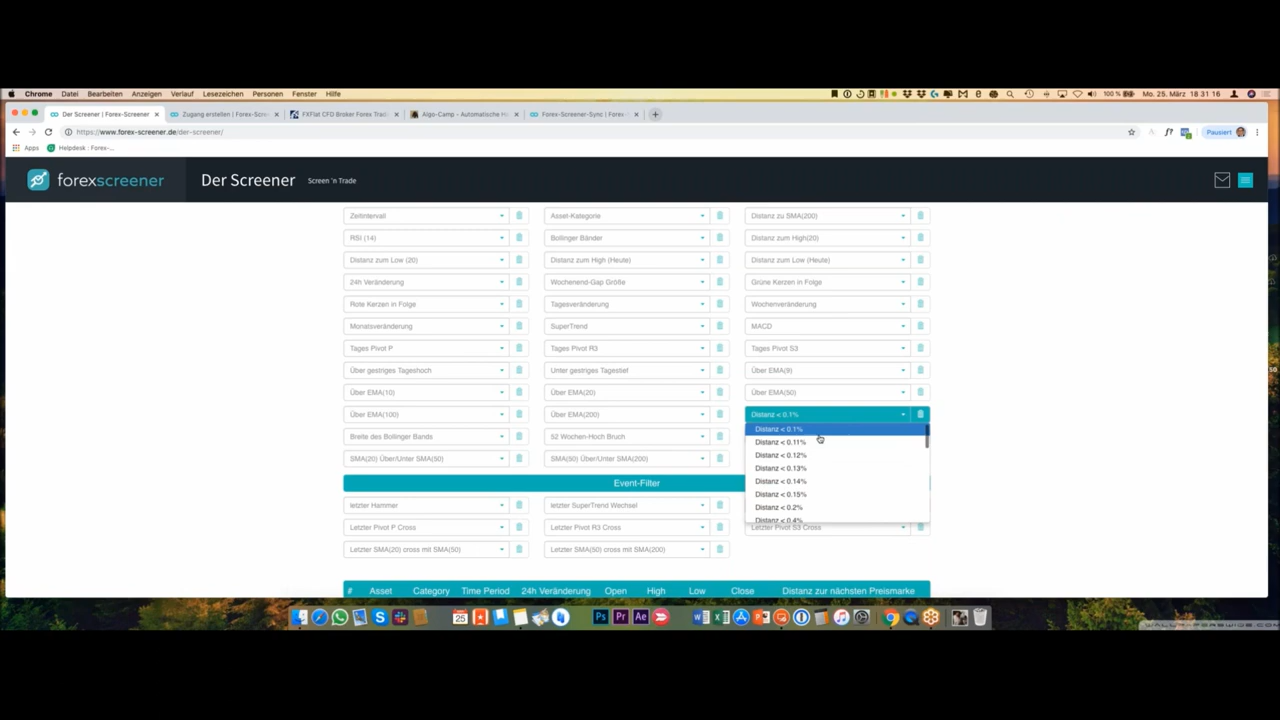 Chrome Datei Bearbeiten Anzeigen Verlauf Lesezeichen Personen Fenster Hilfe 100 % Mo. 25. März 18 31 16
Der Screener | Forex-Screener Zugang erstellen | Forex-Scre FXFlat CFD Broker Forex Trad Algo-Camp - Automatische H Forex-Screener-Sync | Forex-
https://www.forex-screener.de/der-screener/ Pausiert
Apps Helpdesk : Forex-...
forexscreener Der Screener Screen 'n Trade
Zeitintervall Asset-Kategorie Distanz zu SMA(200)
RSI (14) Bollinger Bänder Distanz zum High(20)
Distanz zum Low (20) Distanz zum High (Heute) Distanz zum Low (Heute)
24h Veränderung Wochenend-Gap Größe Grüne Kerzen in Folge
Rote Kerzen in Folge Tagesveränderung Wochenveränderung
Monatsveränderung SuperTrend MACD
Tages Pivot P Tages Pivot R3 Tages Pivot S3
Über gestriges Tageshoch Unter gestriges Tagestief Über EMA(9)
Über EMA(10) Über EMA(20) Über EMA(50)
Über EMA(100) Über EMA(200) Distanz < 0.1%
Distanz < 0.1%
Breite des Bollinger Bands 52 Wochen-Hoch Bruch Distanz < 0.11%
Distanz < 0.12%
SMA(20) Über/Unter SMA(50) SMA(50) Über/Unter SMA(200) Distanz < 0.13%
Event-Filter Distanz < 0.14%
Distanz < 0.15%
letzter Hammer letzter SuperTrend Wechsel Distanz < 0.2%
Distanz < 0.4%
Letzter Pivot P Cross Letzter Pivot R3 Cross Letzter Pivot S3 Cross
Letzter SMA(20) cross mit SMA(50) Letzter SMA(50) cross mit SMA(200)
# Asset Category Time Period 24h Veränderung Open High Low Close Distanz zur nächsten Preismarke
25 Ps Pr Ae